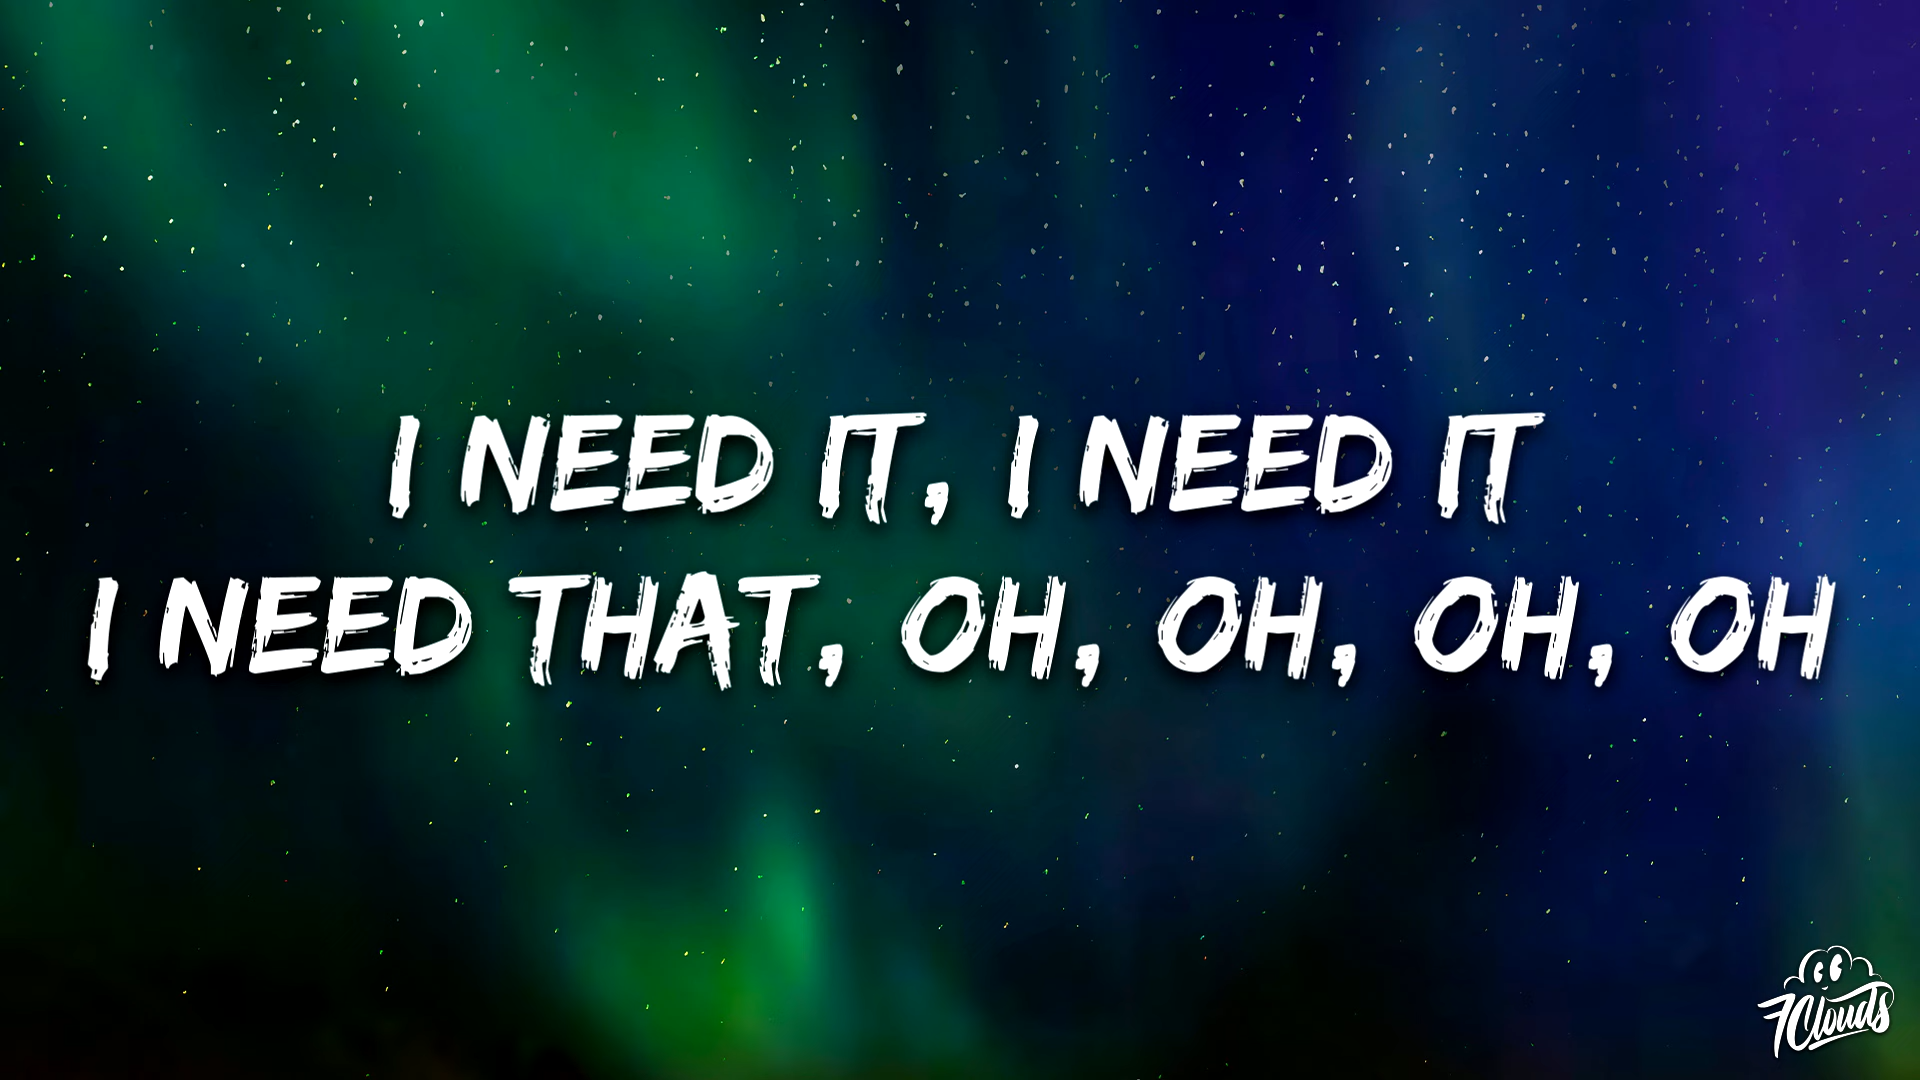 I NEED IT, I NEED IT
I NEED THAT, OH, OH, OH, OH
7Clouds